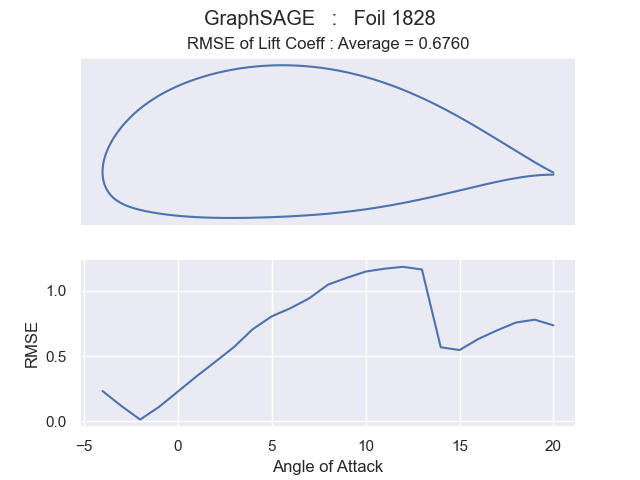 GraphSAGE   :   Foil 1828
RMSE of Lift Coeff : Average = 0.6760
1.0
0.5
0.0
RMSE
−5 0 5 10 15 20
Angle of Attack